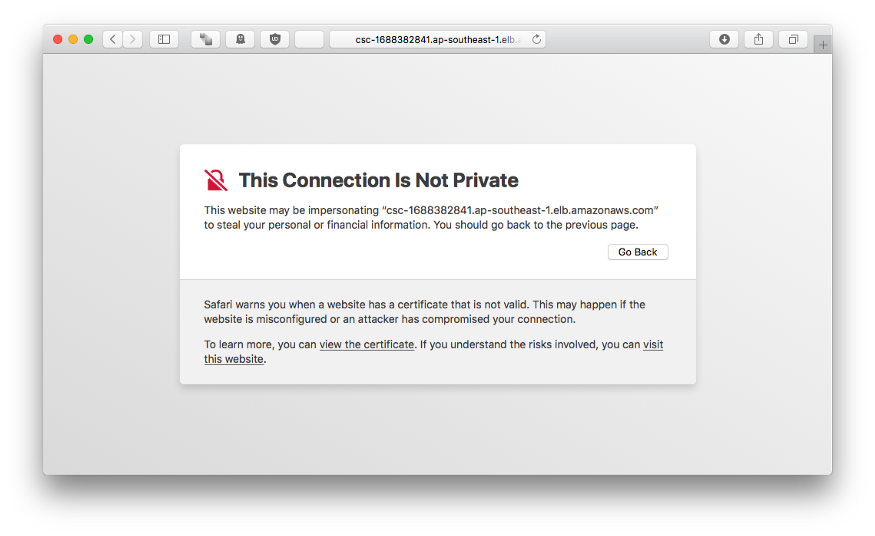 csc-1688382841.ap-southeast-1.elb.
This Connection Is Not Private
This website may be impersonating “csc-1688382841.ap-southeast-1.elb.amazonaws.com”
to steal your personal or financial information. You should go back to the previous page.
Go Back
Safari warns you when a website has a certificate that is not valid. This may happen if the
website is misconfigured or an attacker has compromised your connection.
To learn more, you can view the certificate. If you understand the risks involved, you can visit
this website.